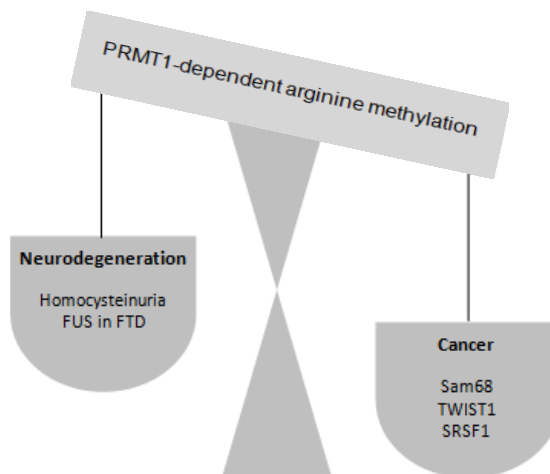 PRMT1-dependent arginine methylation
Neurodegeneration
Homocysteinuria
FUS in FTD
Cancer
Sam68
TWIST1
SRSF1